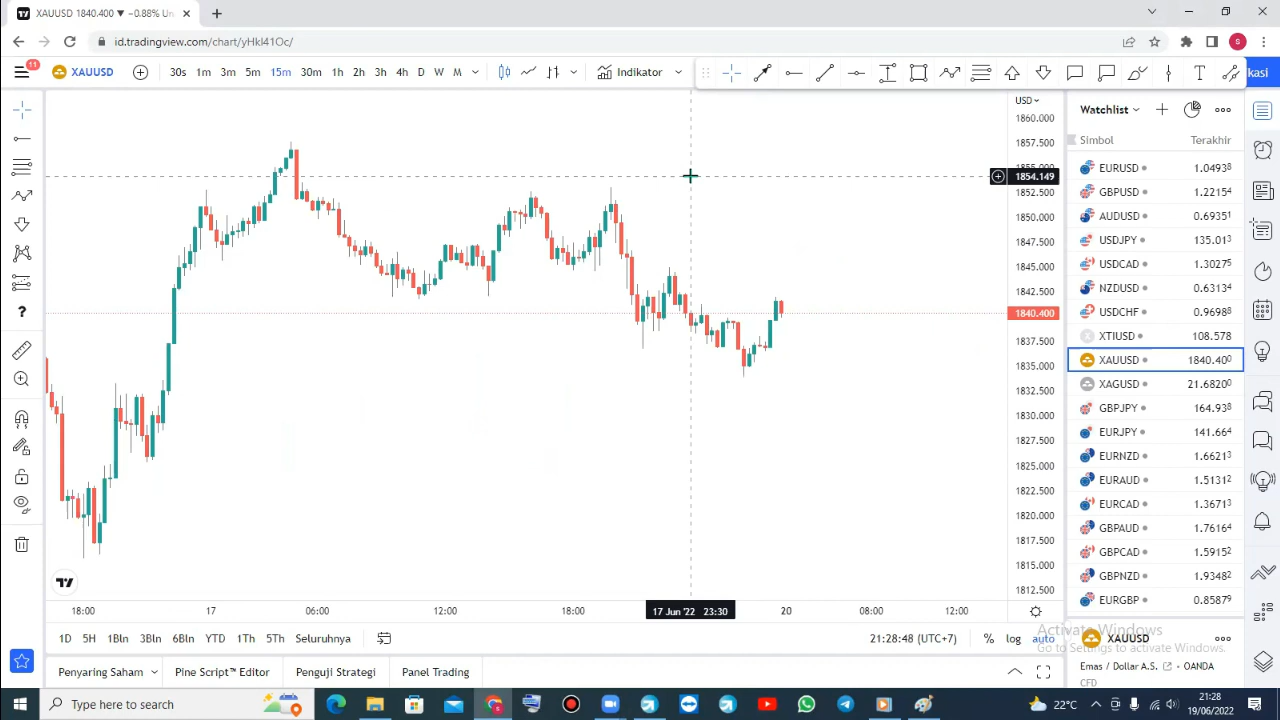 XAUUSD 1840.400 ▼ −0.88% Un
id.tradingview.com/chart/yHkI41Oc/
11
XAUUSD 30s 1m 3m 5m 15m 30m 1h 2h 3h 4h D W M Indikator kasi
USD
1860.000
1857.500
1855.000
1854.149
1852.500
1850.000
1847.500
1845.000
1842.500
1840.400
1837.500
1835.000
1832.500
1830.000
1827.500
1825.000
1822.500
1820.000
1817.500
1815.000
1812.500
18:00 17 06:00 12:00 18:00 17 Jun '22 23:30 20 08:00 12:00
1D 5H 1Bln 3Bln 6Bln YTD 1Th 5Th Seluruhnya 21:28:48 (UTC+7) % log auto
Penyaring Saham Pine Script™ Editor Penguji Strategi Panel Trading
Watchlist
Simbol Terakhir
EURUSD 1.04938
GBPUSD 1.22154
AUDUSD 0.69351
USDJPY 135.013
USDCAD 1.30275
NZDUSD 0.63134
USDCHF 0.96988
XTIUSD 108.578
XAUUSD 1840.400
XAGUSD 21.68200
GBPJPY 164.938
EURJPY 141.664
EURNZD 1.66213
EURAUD 1.51312
EURCAD 1.36713
GBPAUD 1.76164
GBPCAD 1.59152
GBPNZD 1.93482
EURGBP 0.85879
Activate Windows
XAUUSD
Go to Settings to activate Windows.
Emas / Dollar A.S. OANDA
CFD
Type here to search
22°C
21:28
19/06/2022